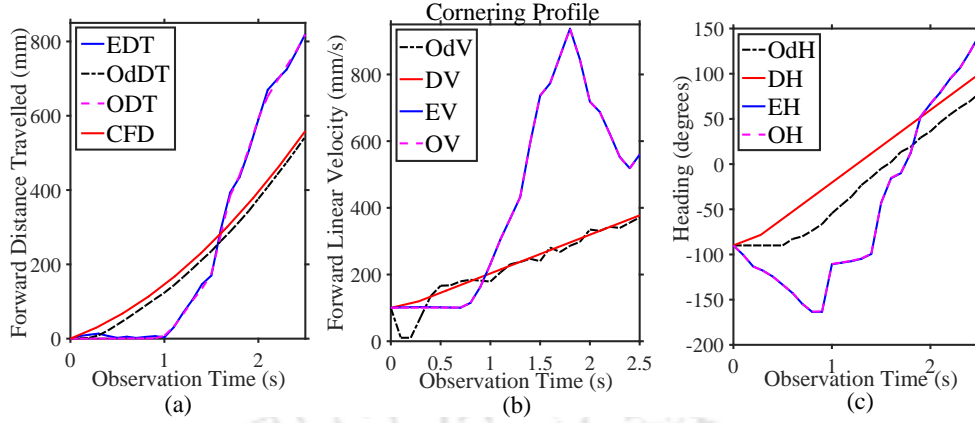 Cornering Profile
Forward Distance Travelled (mm)
800
600
400
200
0
EDT
OdDT
ODT
CFD
0
1
2
Observation Time (s)
(a)
Forward Linear Velocity (mm/s)
800
600
400
200
0
OdV
DV
EV
OV
0
0.5
1
1.5
2
2.5
Observation Time (s)
(b)
Heading (degrees)
150
100
50
0
-50
-100
-150
-200
OdH
DH
EH
OH
0
1
2
Observation Time (s)
(c)